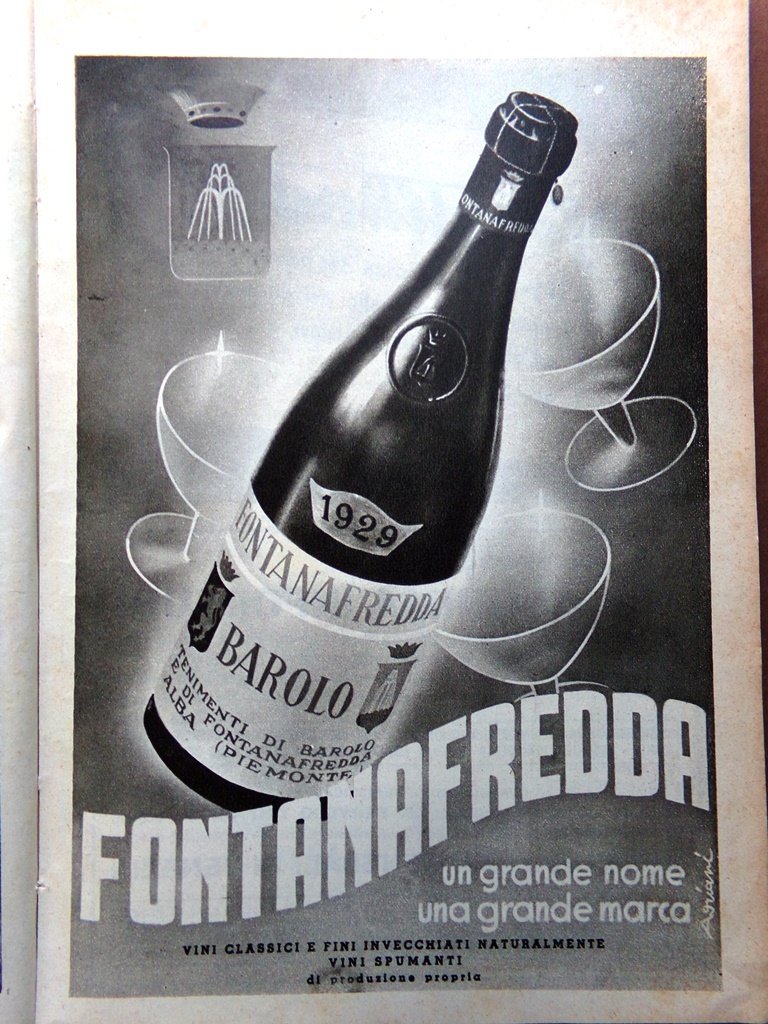 ONTANAFREDDA
1929
FONTANAFREDDA
BAROLO
TENIMENTI DI BAROLO
E DI FONTANAFREDDA
ALBA (PIEMONTE)
FONTANAFREDDA
un grande nome
una grande marca
VINI CLASSICI E FINI INVECCHIATI NATURALMENTE
VINI SPUMANTI
di produzione propria